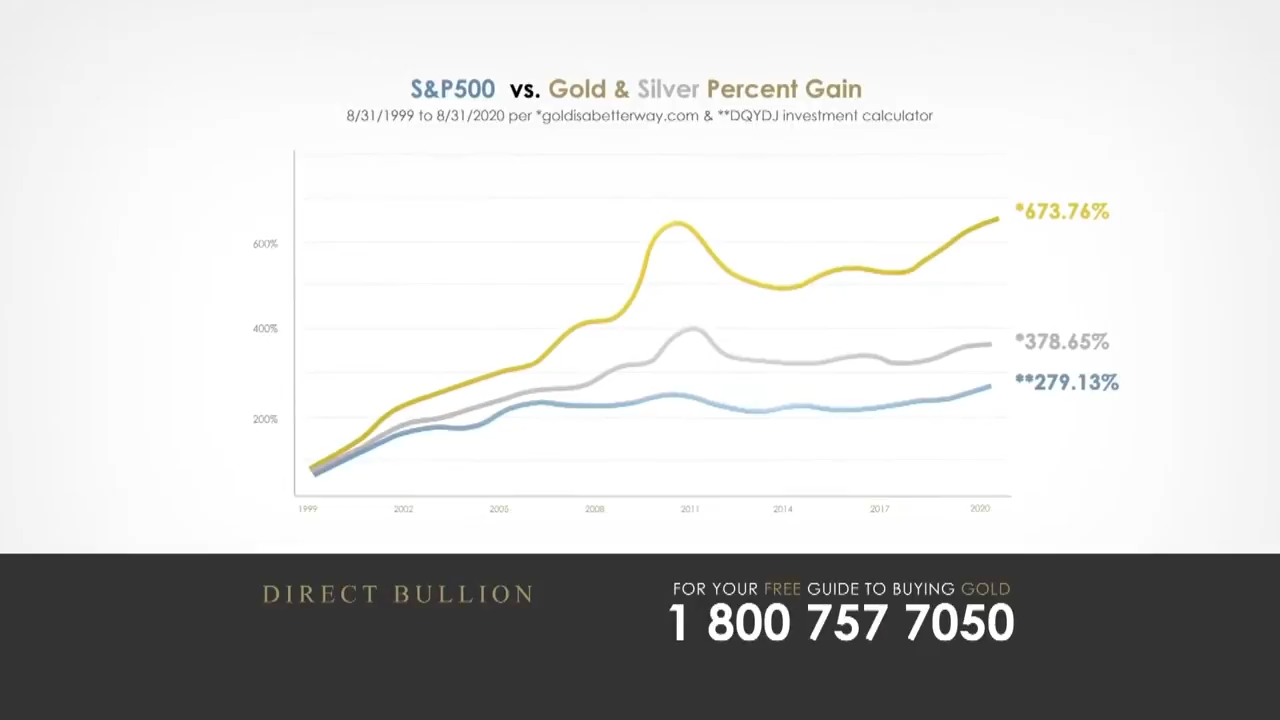 S&P500 vs. Gold & Silver Percent Gain
8/31/1999 to 8/31/2020 per *goldisabetterway.com & **DQYDJ investment calculator
*673.76%
600%
400%
*378.65%
**279.13%
200%
1999 2002 2005 2008 2011 2014 2017 2020
DIRECT BULLION
FOR YOUR FREE GUIDE TO BUYING GOLD
1 800 757 7050